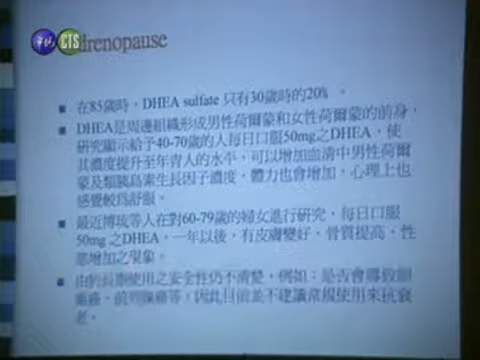 華視 CTS drenopause
在85歲時，DHEA sulfate 只有30歲時的20% 。
DHEA是周邊組織形成男性荷爾蒙和女性荷爾蒙的前身，
研究顯示給予40-70歲的人每日口服50mg之DHEA，使
其濃度提升至年青人的水平，可以增加血清中男性荷爾
蒙及類胰島素生長因子濃度，體力也會增加，心理上也
感覺較為舒服。
最近博琉等人在對60-79歲的婦女進行研究，每日口服
50mg 之DHEA，一年以後，有皮膚變好、骨質提高、性
慾增加之現象。
由於長期使用之安全性仍不清楚，例如：是否會導致
癌、前列腺癌等，因此目前並不建議常規使用來抗衰
老。